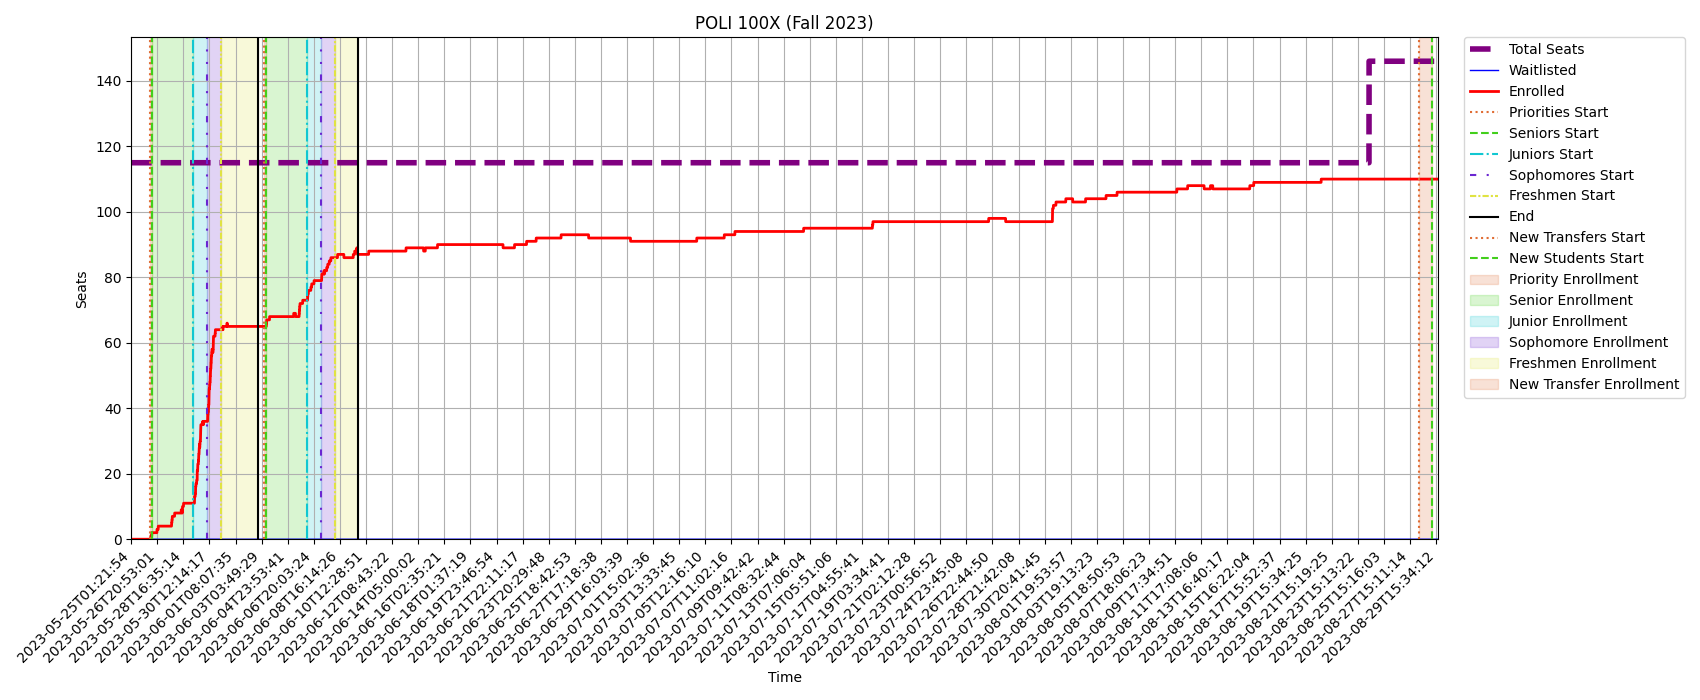 POLI 100X (Fall 2023)
Seats
140
120
100
80
60
40
20
0
2023-05-25T01:21:54
2023-05-26T20:53:01
2023-05-28T16:35:14
2023-05-30T12:14:17
2023-06-01T08:07:35
2023-06-03T03:49:29
2023-06-04T23:53:41
2023-06-06T20:03:24
2023-06-08T16:14:26
2023-06-10T12:28:51
2023-06-12T08:43:22
2023-06-14T05:00:02
2023-06-16T02:35:21
2023-06-18T01:37:19
2023-06-19T23:46:54
2023-06-21T22:11:17
2023-06-23T20:29:48
2023-06-25T18:42:53
2023-06-27T17:18:38
2023-06-29T16:03:39
2023-07-01T15:02:36
2023-07-03T13:33:45
2023-07-05T12:16:10
2023-07-07T11:02:16
2023-07-09T09:42:42
2023-07-11T08:32:44
2023-07-13T07:06:04
2023-07-15T05:51:06
2023-07-17T04:55:41
2023-07-19T03:34:41
2023-07-21T02:12:28
2023-07-23T00:56:52
2023-07-24T23:45:08
2023-07-26T22:44:50
2023-07-28T21:42:08
2023-07-30T20:41:45
2023-08-01T19:53:57
2023-08-03T19:13:23
2023-08-05T18:50:53
2023-08-07T18:06:23
2023-08-09T17:34:51
2023-08-11T17:08:06
2023-08-13T16:40:17
2023-08-15T16:22:04
2023-08-17T15:52:37
2023-08-19T15:34:25
2023-08-21T15:19:25
2023-08-23T15:13:22
2023-08-25T15:16:03
2023-08-27T15:11:14
2023-08-29T15:34:12
Time
Total Seats
Waitlisted
Enrolled
Priorities Start
Seniors Start
Juniors Start
Sophomores Start
Freshmen Start
End
New Transfers Start
New Students Start
Priority Enrollment
Senior Enrollment
Junior Enrollment
Sophomore Enrollment
Freshmen Enrollment
New Transfer Enrollment